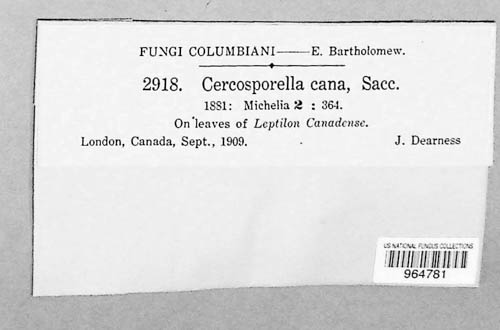 FUNGI COLUMBIANI——E. Bartholomew.
2918. Cercosporella cana, Sacc.
1881: Michelia 2 : 364.
On leaves of Leptilon Canadense.
London, Canada, Sept., 1909. J. Dearness
US NATIONAL FUNGUS COLLECTIONS
964781